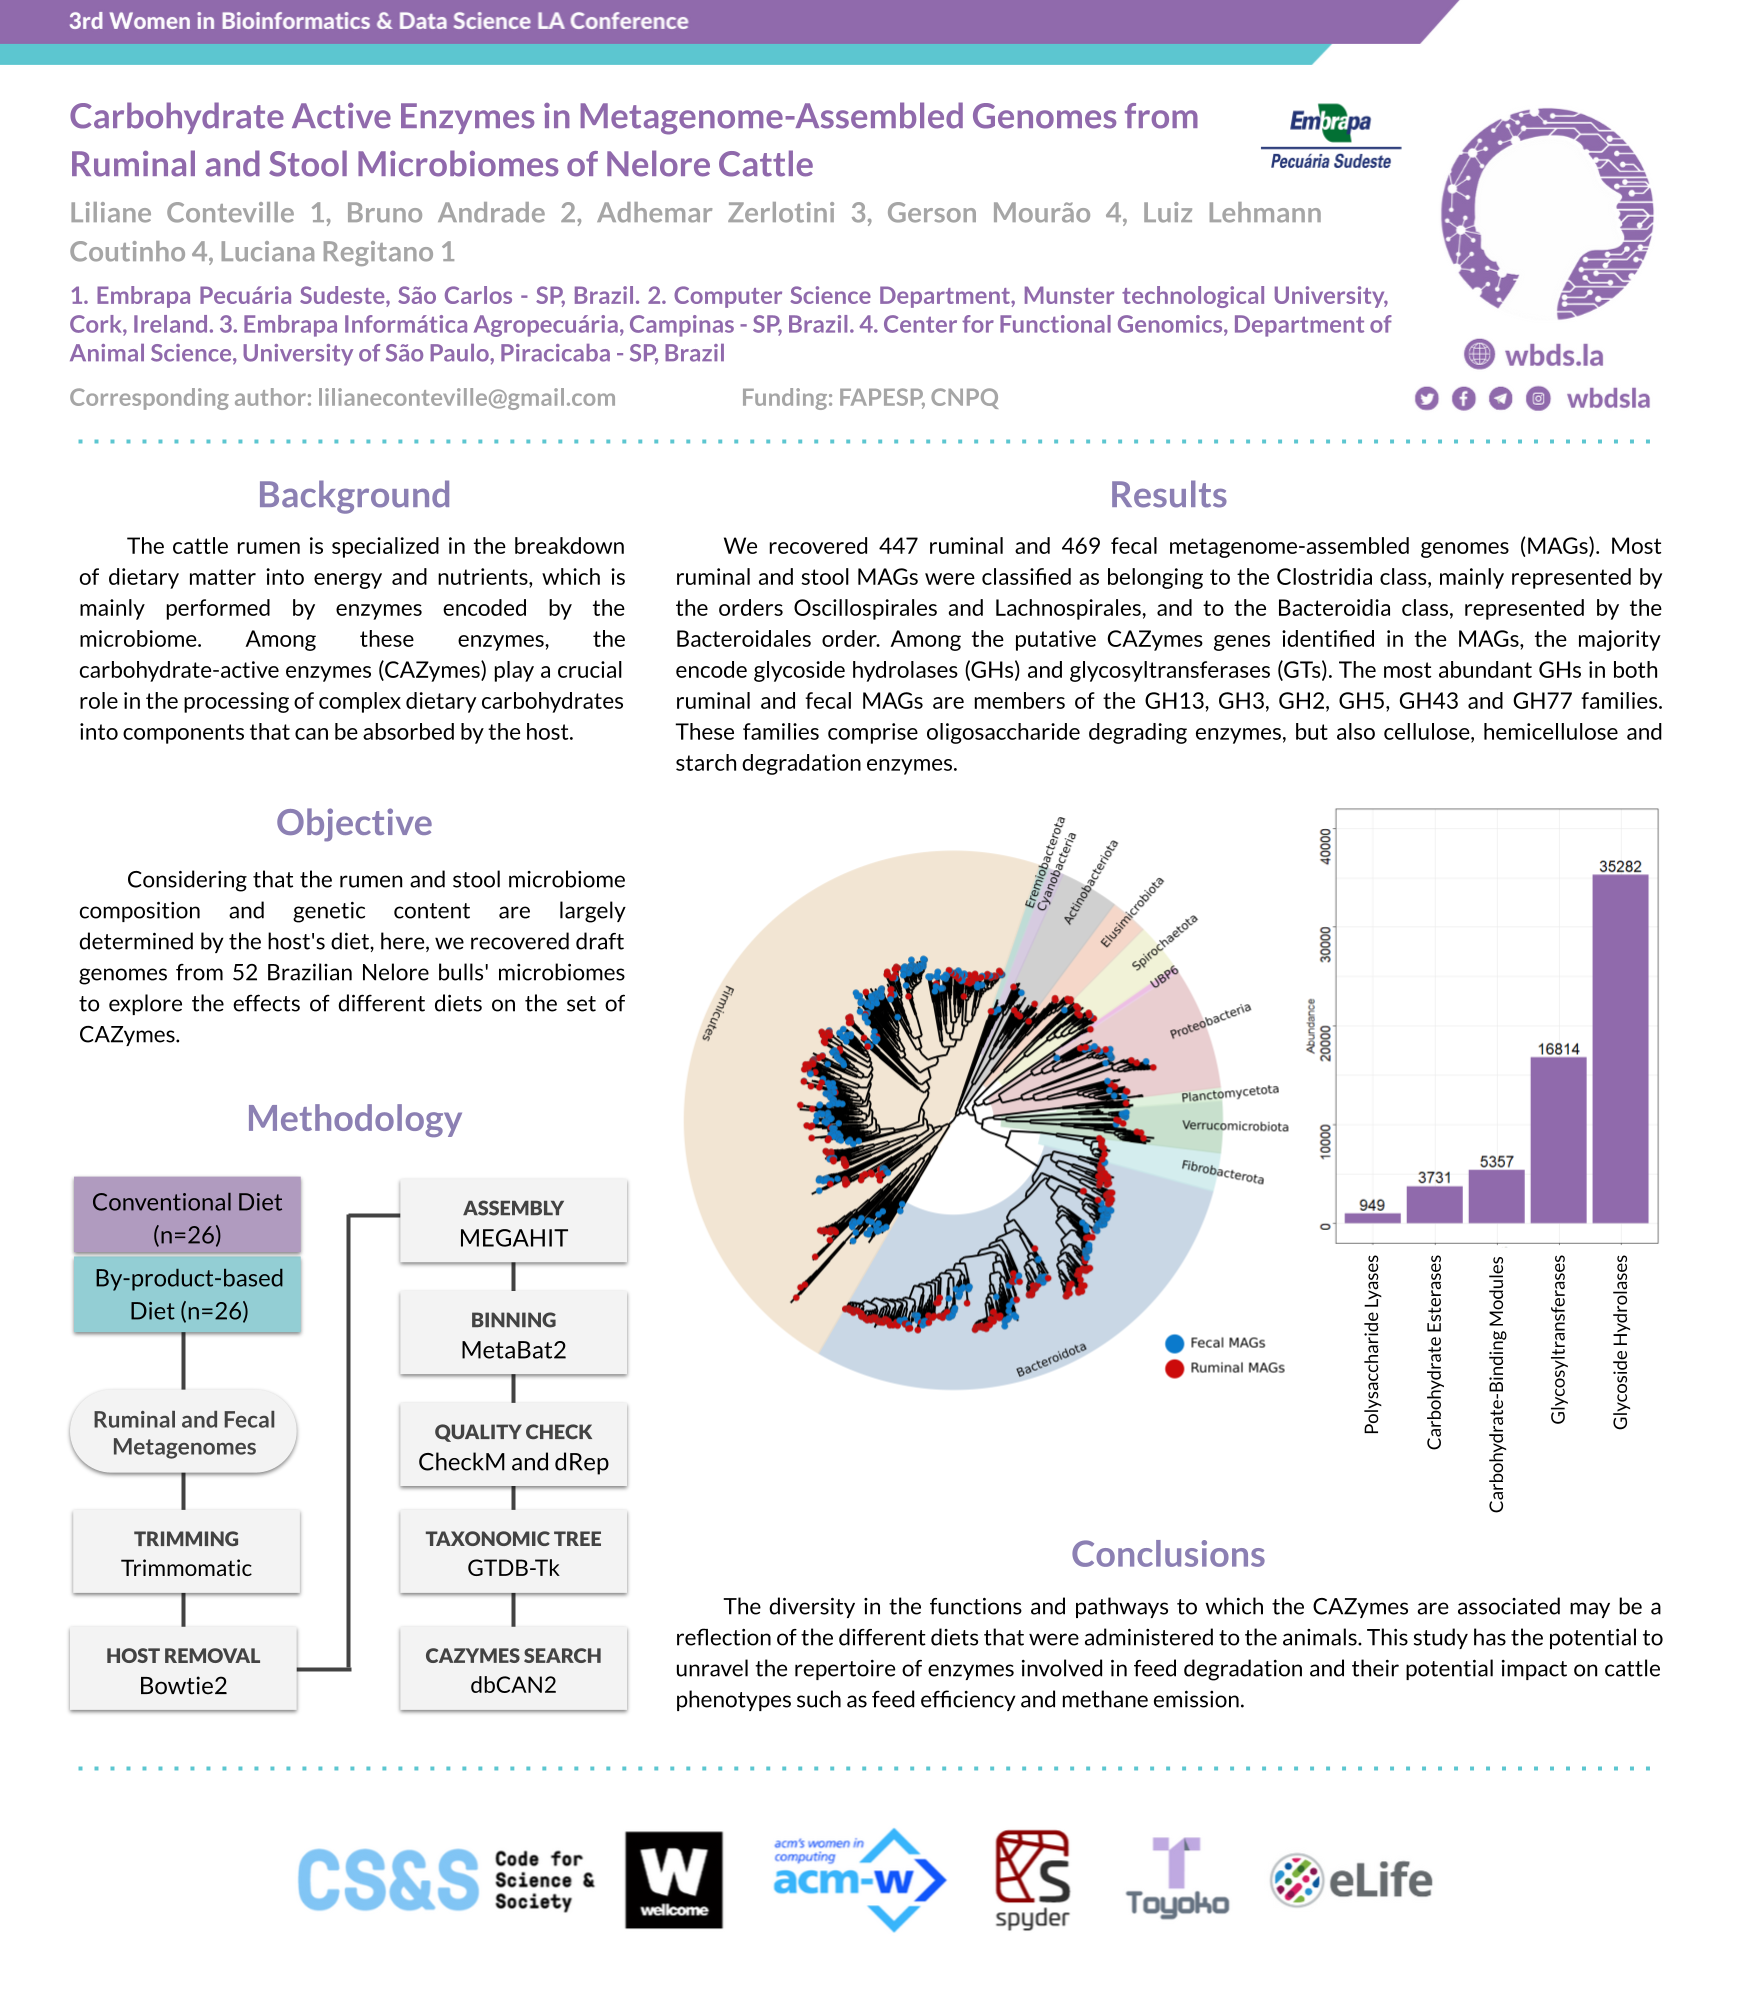 3rd Women in Bioinformatics & Data Science LA Conference
Carbohydrate Active Enzymes in Metagenome-Assembled Genomes from
Ruminal and Stool Microbiomes of Nelore Cattle
Liliane Conteville 1, Bruno Andrade 2, Adhemar Zerlotini 3, Gerson Mourão 4, Luiz Lehmann
Coutinho 4, Luciana Regitano 1
1. Embrapa Pecuária Sudeste, São Carlos - SP, Brazil. 2. Computer Science Department, Munster technological University,
Cork, Ireland. 3. Embrapa Informática Agropecuária, Campinas - SP, Brazil. 4. Center for Functional Genomics, Department of
Animal Science, University of São Paulo, Piracicaba - SP, Brazil
Corresponding author: lilianeconteville@gmail.com
Funding: FAPESP, CNPQ
Embrapa
Pecuária Sudeste
wbds.la
wbdsla
Background
The cattle rumen is specialized in the breakdown
of dietary matter into energy and nutrients, which is
mainly performed by enzymes encoded by the
microbiome. Among these enzymes, the
carbohydrate-active enzymes (CAZymes) play a crucial
role in the processing of complex dietary carbohydrates
into components that can be absorbed by the host.
Objective
Considering that the rumen and stool microbiome
composition and genetic content are largely
determined by the host's diet, here, we recovered draft
genomes from 52 Brazilian Nelore bulls' microbiomes
to explore the effects of different diets on the set of
CAZymes.
Methodology
Conventional Diet
(n=26)
By-product-based
Diet (n=26)
Ruminal and Fecal
Metagenomes
TRIMMING
Trimmomatic
HOST REMOVAL
Bowtie2
ASSEMBLY
MEGAHIT
BINNING
MetaBat2
QUALITY CHECK
CheckM and dRep
TAXONOMIC TREE
GTDB-Tk
CAZYMES SEARCH
dbCAN2
Results
We recovered 447 ruminal and 469 fecal metagenome-assembled genomes (MAGs). Most
ruminal and stool MAGs were classified as belonging to the Clostridia class, mainly represented by
the orders Oscillospirales and Lachnospirales, and to the Bacteroidia class, represented by the
Bacteroidales order. Among the putative CAZymes genes identified in the MAGs, the majority
encode glycoside hydrolases (GHs) and glycosyltransferases (GTs). The most abundant GHs in both
ruminal and fecal MAGs are members of the GH13, GH3, GH2, GH5, GH43 and GH77 families.
These families comprise oligosaccharide degrading enzymes, but also cellulose, hemicellulose and
starch degradation enzymes.
Firmicutes
Eremiobacterota
Cyanobacteria
Actinobacteriota
Elusimicrobiota
Spirochaetota
UBP6
Proteobacteria
Planctomycetota
Verrucomicrobiota
Fibrobacterota
Bacteroidota
Fecal MAGs
Ruminal MAGs
Abundance
40000
30000
20000
10000
0
949
3731
5357
16814
35282
Polysaccharide Lyases
Carbohydrate Esterases
Carbohydrate-Binding Modules
Glycosyltransferases
Glycoside Hydrolases
Conclusions
The diversity in the functions and pathways to which the CAZymes are associated may be a
reflection of the different diets that were administered to the animals. This study has the potential to
unravel the repertoire of enzymes involved in feed degradation and their potential impact on cattle
phenotypes such as feed efficiency and methane emission.
CS&S
Code for
Science &
Society
W
wellcome
acm's women in
computing
acm-w
S
spyder
T
Toyoko
eLife